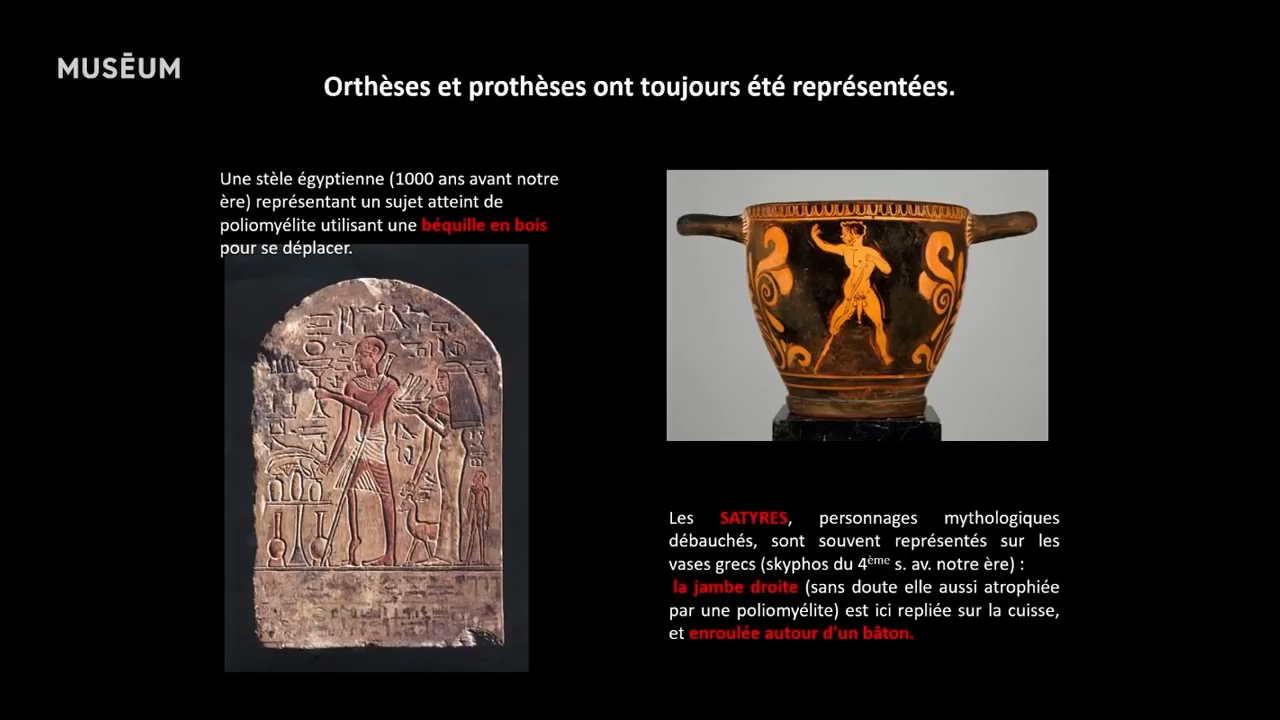 MUSĒUM
Orthèses et prothèses ont toujours été représentées.
Une stèle égyptienne (1000 ans avant notre
ère) représentant un sujet atteint de
poliomyélite utilisant une béquille en bois
pour se déplacer.
Les SATYRES, personnages mythologiques
débauchés, sont souvent représentés sur les
vases grecs (skyphos du 4ème s. av. notre ère) :
la jambe droite (sans doute elle aussi atrophiée
par une poliomyélite) est ici repliée sur la cuisse,
et enroulée autour d'un bâton.